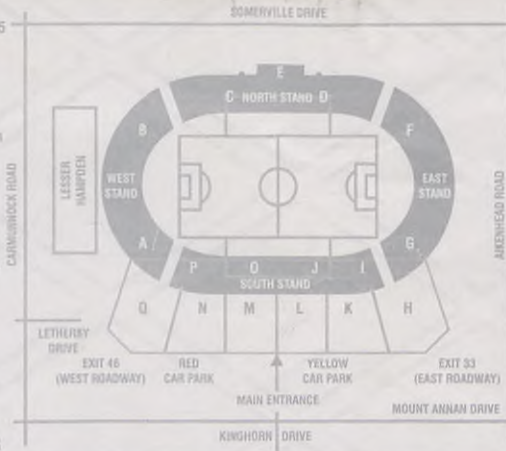 SOMERVILLE DRIVE
5
E
C NORTH STAND D
B
F
CARMUNNOCK ROAD
LESSER
HAMPDEN
WEST
STAND
EAST
STAND
AIKENHEAD ROAD
A
G
P O J I
SOUTH STAND
Q N M L K H
LETHERBY
DRIVE
EXIT 46
(WEST ROADWAY)
RED
CAR PARK
YELLOW
CAR PARK
EXIT 33
(EAST ROADWAY)
MAIN ENTRANCE
MOUNT ANNAN DRIVE
KINGHORN DRIVE